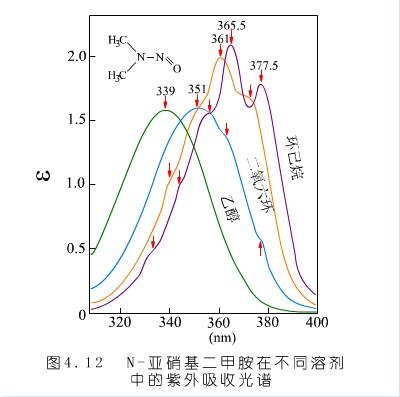 365.5
361
2.0
H₃C
N-N
O
H₃C
377.5
339
351
1.5
ε
1.0
0.5
乙醇
二氧六环
环己烷
320
340
360
380
400
(nm)
图4.12 N-亚硝基二甲胺在不同溶剂
中的紫外吸收光谱